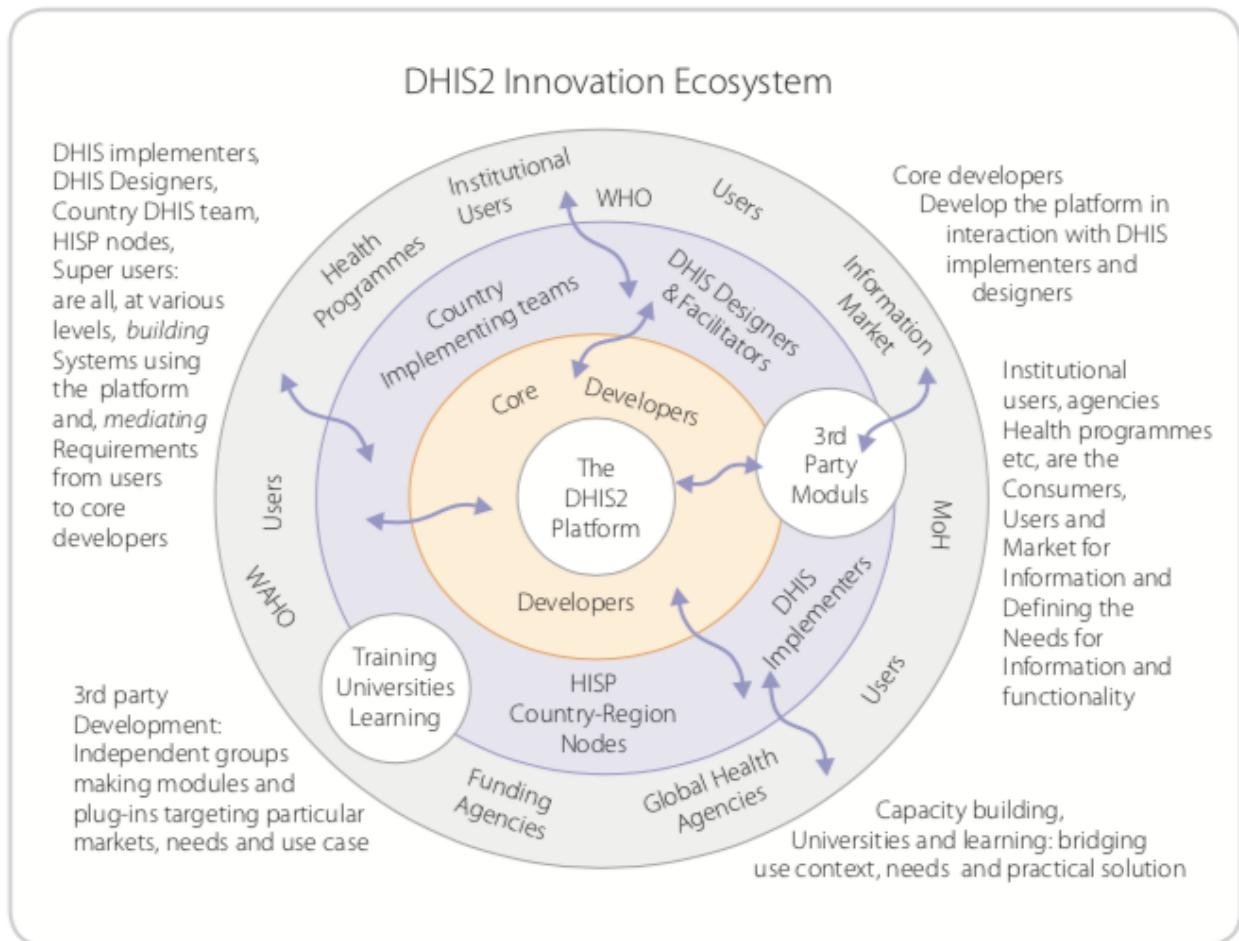 DHIS2 Innovation Ecosystem
DHIS implementers,
DHIS Designers,
Country DHIS team,
HISP nodes,
Super users:
are all, at various
levels, building
Systems using
the platform
and, mediating
Requirements
from users
to core
developers
Core developers
Develop the platform in
interaction with DHIS
implementers and
designers
Institutional
users, agencies
Health programmes
etc, are the
Consumers,
Users and
Market for
Information and
Defining the
Needs for
Information and
functionality
Health
Programmes
Institutional
Users
WHO
Users
Information
Market
MoH
Users
Global Health
Agencies
Funding
Agencies
WAHO
Users
Country
Implementing teams
DHIS Designers
& Facilitators
3rd
Party
Moduls
DHIS
Implementers
HISP
Country-Region
Nodes
Training
Universities
Learning
Core
Developers
The
DHIS2
Platform
Developers
3rd party
Development:
Independent groups
making modules and
plug-ins targeting particular
markets, needs and use case
Capacity building,
Universities and learning: bridging
use context, needs and practical solution